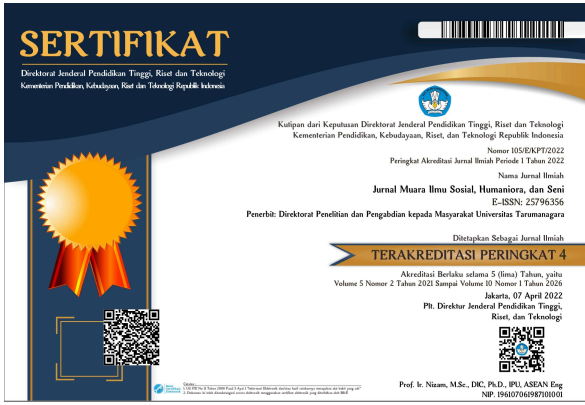 SERTIFIKAT
Direktorat Jenderal Pendidikan Tinggi, Riset dan Teknologi
Kementerian Pendidikan, Kebudayaan, Riset dan Teknologi Republik Indonesia
Kutipan dari Keputusan Direktorat Jenderal Pendidikan Tinggi, Riset dan Teknologi
Kementerian Pendidikan, Kebudayaan, Riset, dan Teknologi Republik Indonesia
Nomor 105/E/KPT/2022
Peringkat Akreditasi Jurnal Ilmiah Periode 1 Tahun 2022
Nama Jurnal Ilmiah
Jurnal Muara Ilmu Sosial, Humaniora, dan Seni
E-ISSN: 25796356
Penerbit: Direktorat Penelitian dan Pengabdian kepada Masyarakat Universitas Tarumanagara
Ditetapkan Sebagai Jurnal Ilmiah
TERAKREDITASI PERINGKAT 4
Akreditasi Berlaku selama 5 (lima) Tahun, yaitu
Volume 5 Nomor 2 Tahun 2021 Sampai Volume 10 Nomor 1 Tahun 2026
Jakarta, 07 April 2022
Plt. Direktur Jenderal Pendidikan Tinggi,
Riset, dan Teknologi
Prof. Ir. Nizam, M.Sc., DIC, Ph.D., IPU, ASEAN Eng
NIP. 196107061987101001